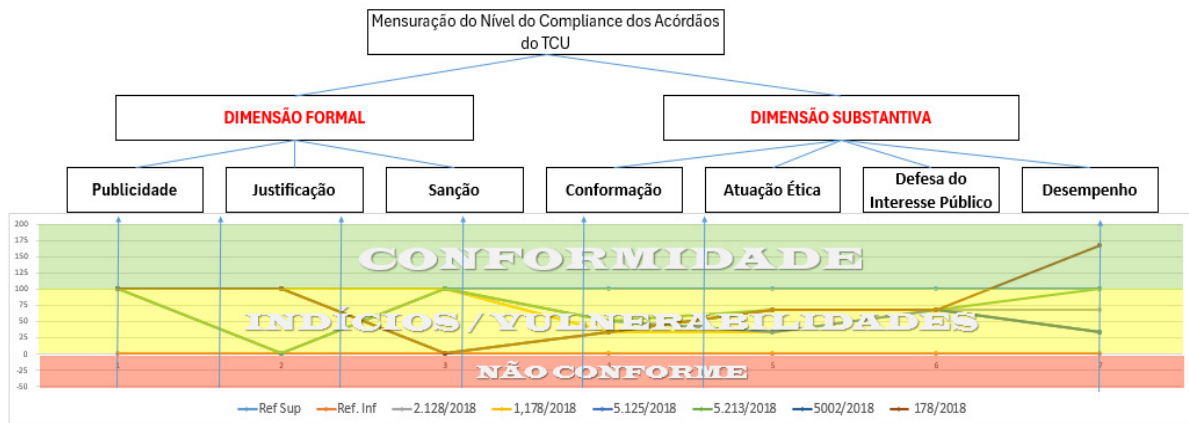 Mensuração do Nível do Compliance dos Acórdãos
do TCU
DIMENSÃO FORMAL
DIMENSÃO SUBSTANTIVA
Publicidade
Justificação
Sanção
Conformação
Atuação Ética
Defesa do
Interesse Público
Desempenho
200
175
150
125
100
75
50
25
0
-25
-50
CONFORMIDADE
INDÍCIOS / VULNERABILIDADES
NÃO CONFORME
1 2 3 4 5 6 7
Ref Sup Ref. Inf 2.128/2018 1,178/2018 5.125/2018 5.213/2018 5002/2018 178/2018